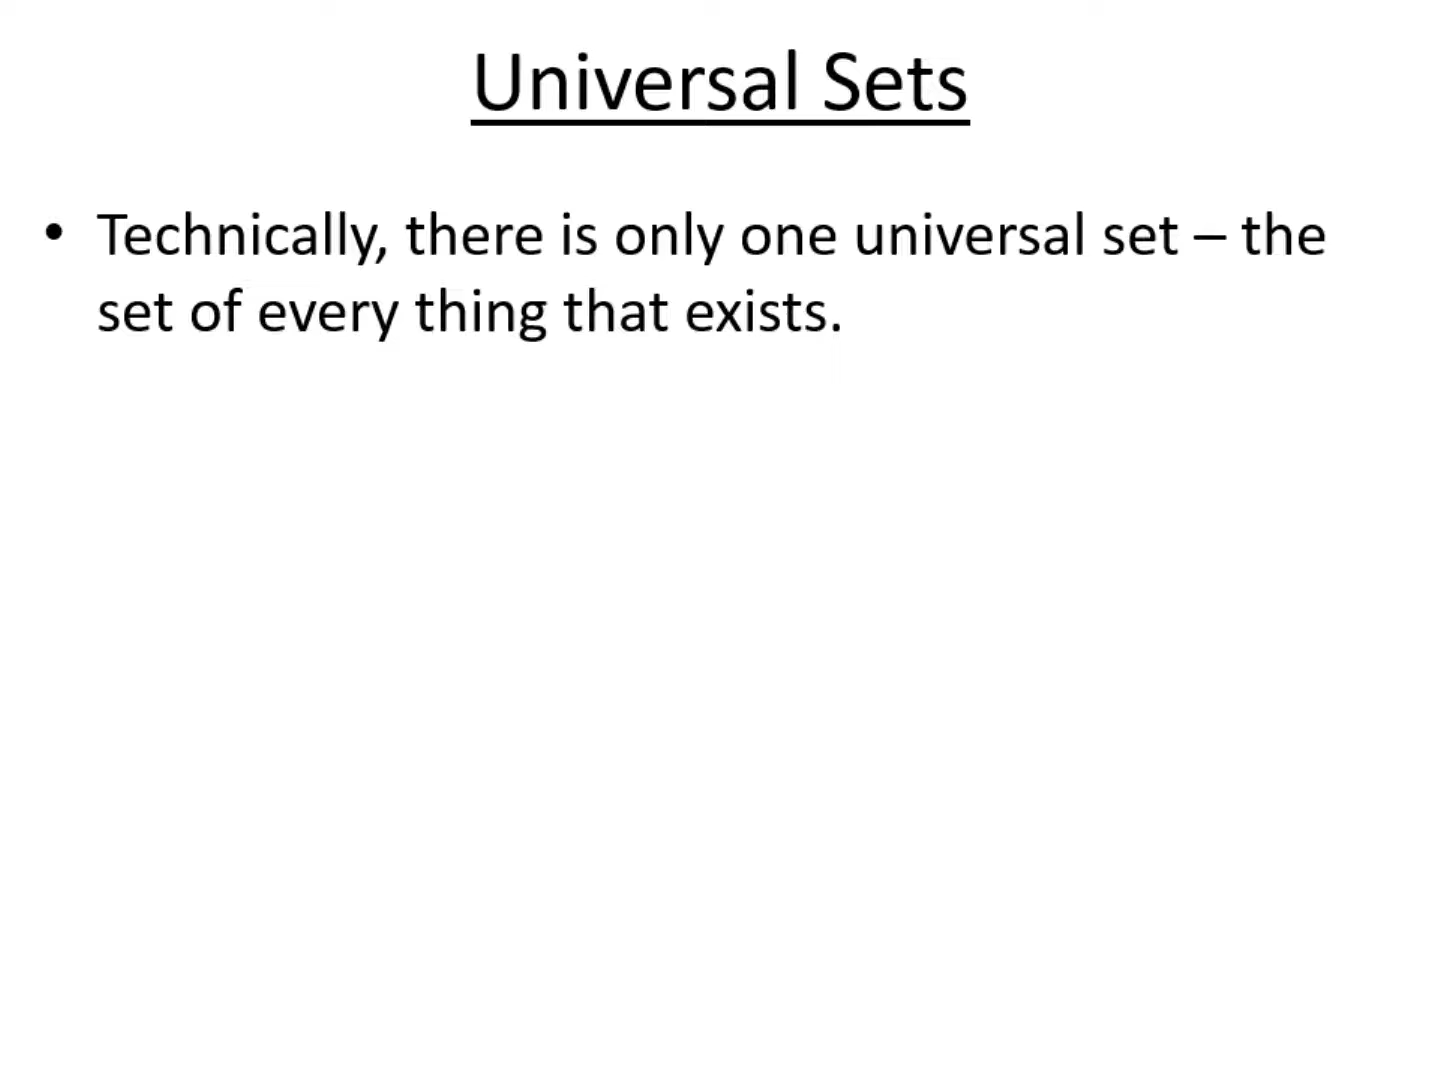 Universal Sets
• Technically, there is only one universal set – the
set of every thing that exists.